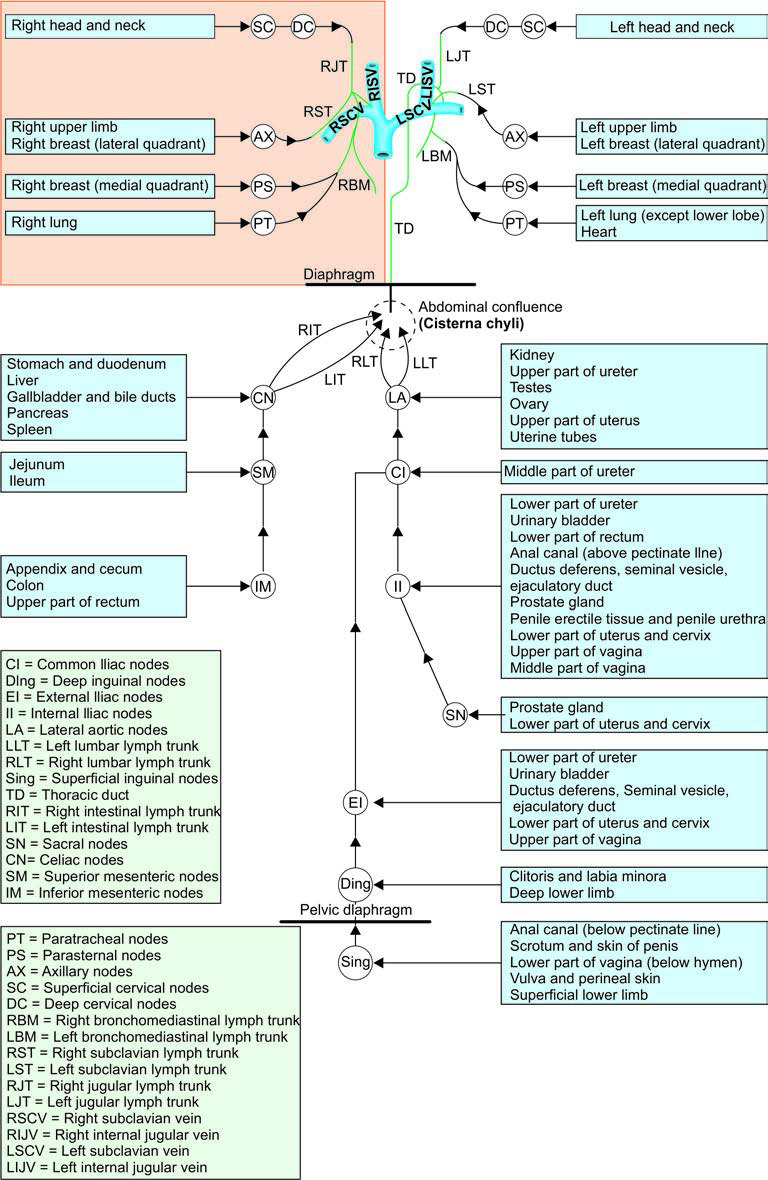 Right head and neck
SC
DC
RJT
RISV
RST
RSCV
Right upper limb
Right breast (lateral quadrant)
AX
Right breast (medial quadrant)
PS
RBM
Right lung
PT
DC
SC
Left head and neck
LJT
TD
LISV
LST
LSCV
AX
Left upper limb
Left breast (lateral quadrant)
LBM
PS
Left breast (medial quadrant)
PT
Left lung (except lower lobe)
Heart
TD
Diaphragm
Abdominal confluence
(Cisterna chyli)
RIT
LIT
RLT
LLT
Stomach and duodenum
Liver
Gallbladder and bile ducts
Pancreas
Spleen
CN
LA
Kidney
Upper part of ureter
Testes
Ovary
Upper part of uterus
Uterine tubes
Jejunum
Ileum
SM
CI
Middle part of ureter
Appendix and cecum
Colon
Upper part of rectum
IM
II
Lower part of ureter
Urinary bladder
Lower part of rectum
Anal canal (above pectinate lIne)
Ductus deferens, seminal vesicle,
ejaculatory duct
Prostate gland
Penile erectile tissue and penile urethra
Lower part of uterus and cervix
Upper part of vagina
Middle part of vagina
SN
Prostate gland
Lower part of uterus and cervix
EI
Lower part of ureter
Urinary bladder
Ductus deferens, Seminal vesicle,
ejaculatory duct
Lower part of uterus and cervix
Upper part of vagina
Ding
Clitoris and labia minora
Deep lower limb
Pelvic diaphragm
Sing
Anal canal (below pectinate line)
Scrotum and skin of penis
Lower part of vagina (below hymen)
Vulva and perineal skin
Superficial lower limb
CI = Common Iliac nodes
DIng = Deep inguinal nodes
EI = External Iliac nodes
II = Internal Iliac nodes
LA = Lateral aortic nodes
LLT = Left lumbar lymph trunk
RLT = Right lumbar lymph trunk
Sing = Superficial inguinal nodes
TD = Thoracic duct
RIT = Right intestinal lymph trunk
LIT = Left intestinal lymph trunk
SN = Sacral nodes
CN= Celiac nodes
SM = Superior mesenteric nodes
IM = Inferior mesenteric nodes
PT = Paratracheal nodes
PS = Parasternal nodes
AX = Axillary nodes
SC = Superficial cervical nodes
DC = Deep cervical nodes
RBM = Right bronchomediastinal lymph trunk
LBM = Left bronchomediastinal lymph trunk
RST = Right subclavian lymph trunk
LST = Left subclavian lymph trunk
RJT = Right jugular lymph trunk
LJT = Left jugular lymph trunk
RSCV = Right subclavian vein
RIJV = Right internal jugular vein
LSCV = Left subclavian vein
LIJV = Left internal jugular vein